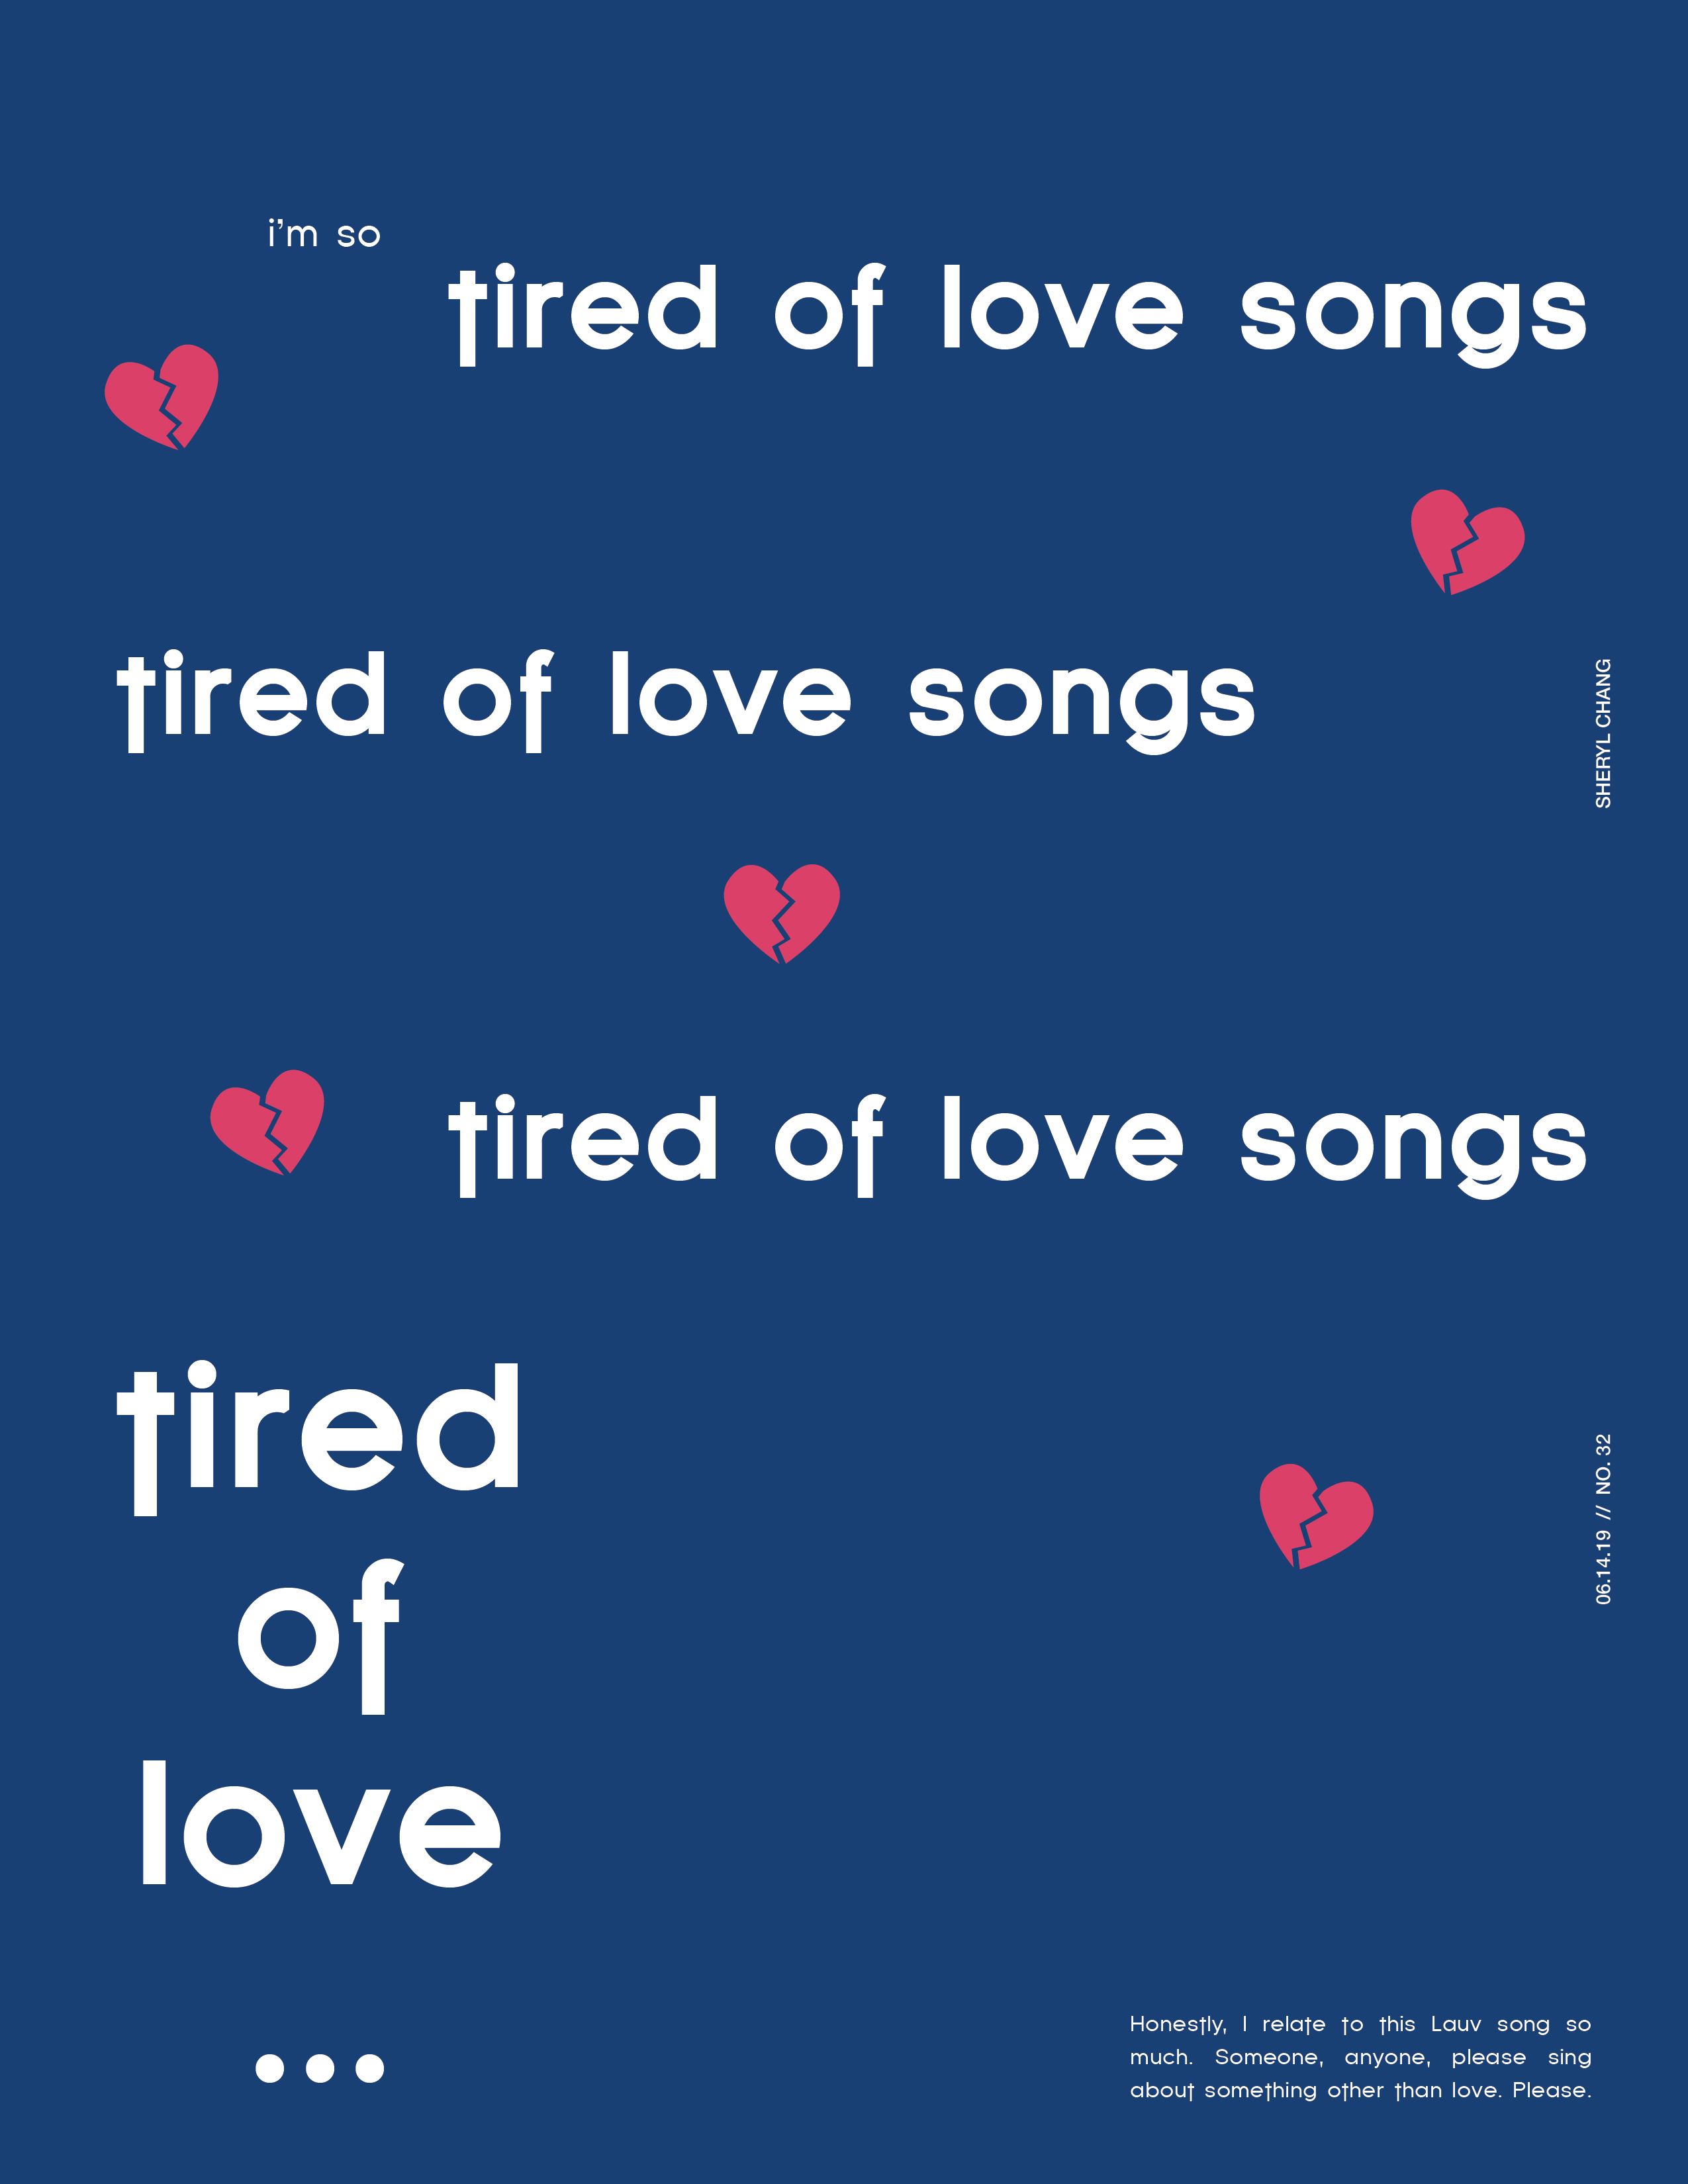 i'm so
tired of love songs
tired of love songs
SHERYL CHANG
tired of love songs
tired
of
love
...
06.14.19 // NO. 32
Honestly, I relate to this Lauv song so
much. Someone, anyone, please sing
about something other than love. Please.